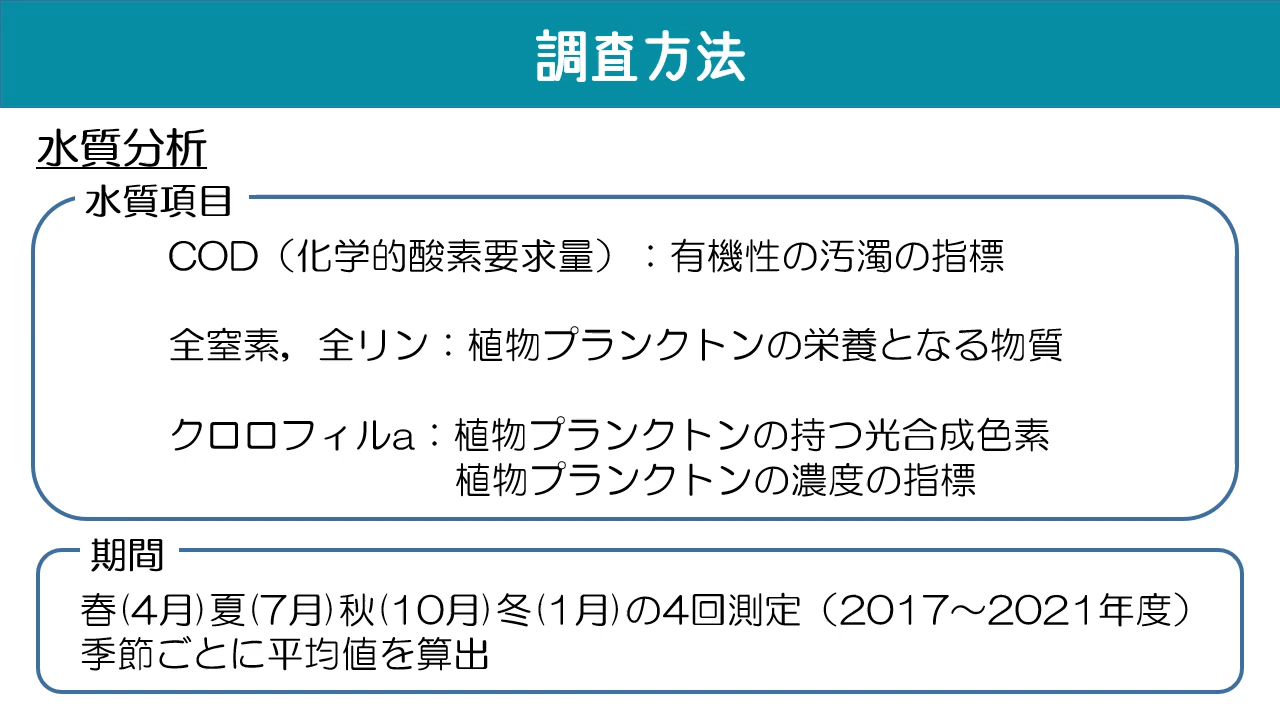 調査方法
水質分析
水質項目
COD（化学的酸素要求量）：有機性の汚濁の指標
全窒素，全リン：植物プランクトンの栄養となる物質
クロロフィルa：植物プランクトンの持つ光合成色素
植物プランクトンの濃度の指標
期間
春(4月)夏(7月)秋(10月)冬(1月)の4回測定（2017～2021年度）
季節ごとに平均値を算出